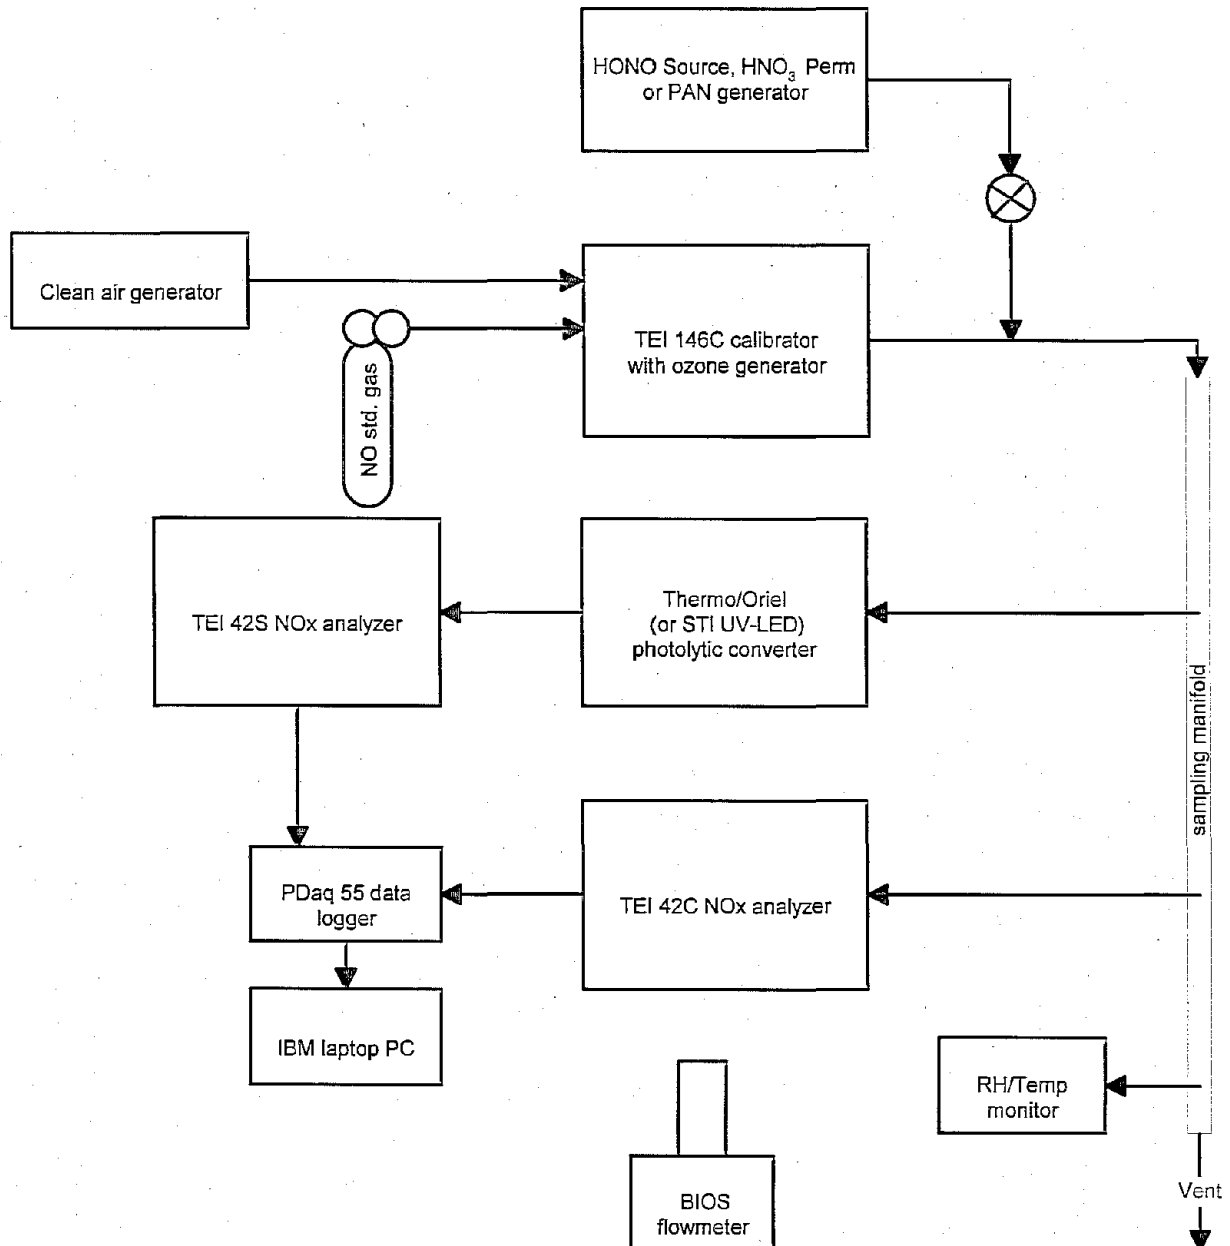 HONO Source, HNO₃ Perm
or PAN generator
Clean air generator
TEI 146C calibrator
with ozone generator
NO std. gas
TEI 42S NOx analyzer
Thermo/Oriel
(or STI UV-LED)
photolytic converter
sampling manifold
PDaq 55 data
logger
TEI 42C NOx analyzer
IBM laptop PC
RH/Temp
monitor
BIOS
flowmeter
Vent